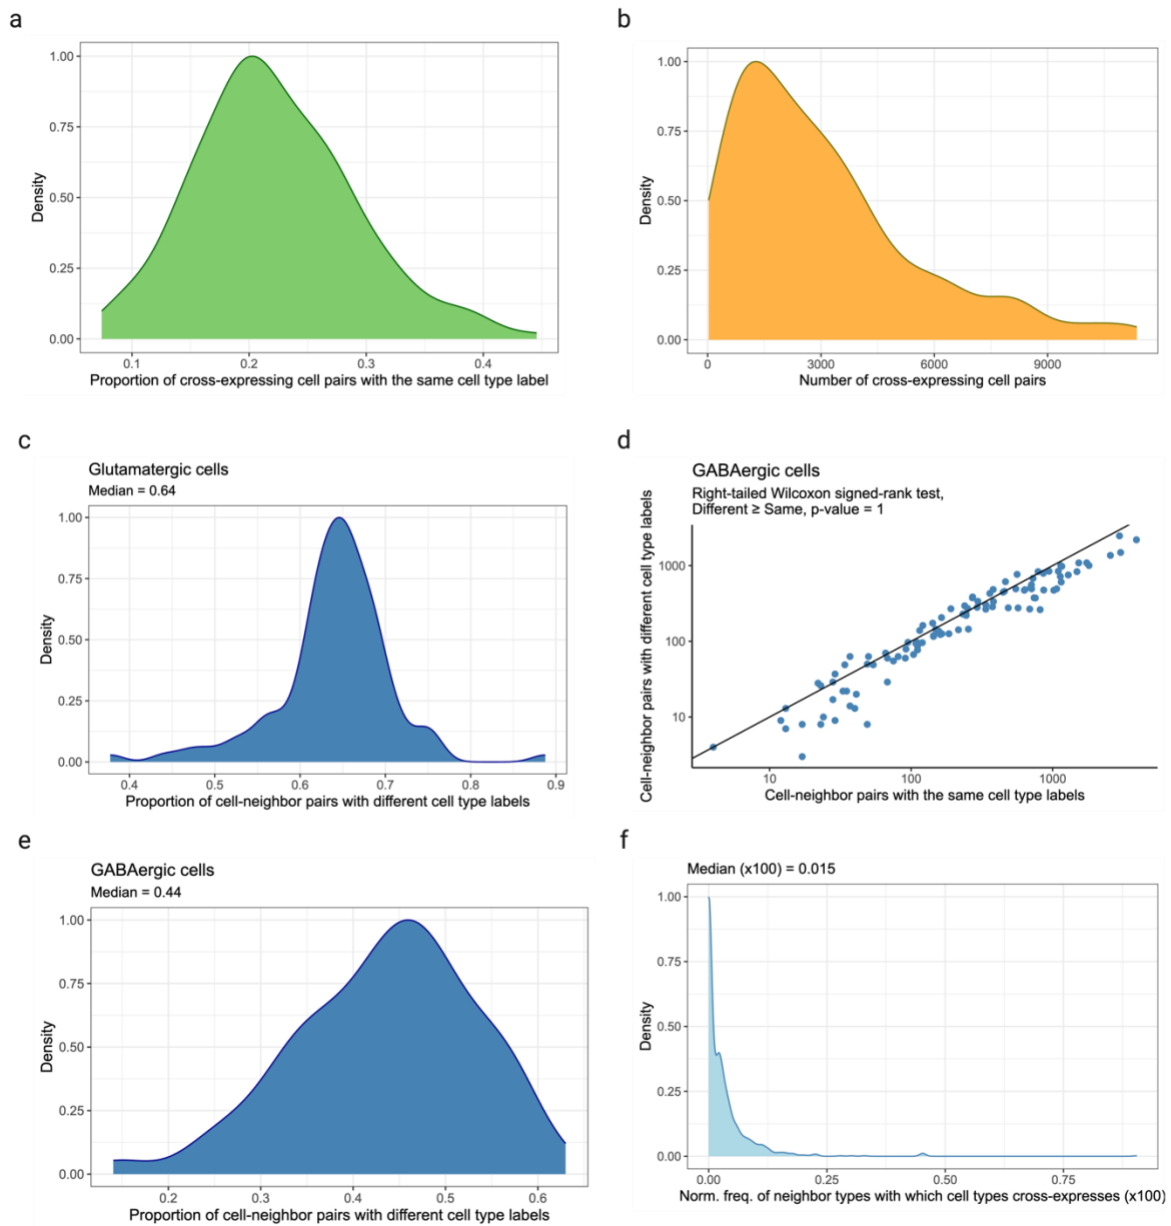 a
1.00
0.75
0.50
0.25
0.00
Density
0.1 0.2 0.3 0.4
Proportion of cross-expressing cell pairs with the same cell type label
b
1.00
0.75
0.50
0.25
0.00
Density
0 3000 6000 9000
Number of cross-expressing cell pairs
c
Glutamatergic cells
Median = 0.64
1.00
0.75
0.50
0.25
0.00
Density
0.4 0.5 0.6 0.7 0.8 0.9
Proportion of cell-neighbor pairs with different cell type labels
d
GABAergic cells
Right-tailed Wilcoxon signed-rank test,
Different ≥ Same, p-value = 1
Cell-neighbor pairs with different cell type labels
1000
100
10
10 100 1000
Cell-neighbor pairs with the same cell type labels
e
GABAergic cells
Median = 0.44
1.00
0.75
0.50
0.25
0.00
Density
0.2 0.3 0.4 0.5 0.6
Proportion of cell-neighbor pairs with different cell type labels
f
Median (x100) = 0.015
1.00
0.75
0.50
0.25
0.00
Density
0.00 0.25 0.50 0.75
Norm. freq. of neighbor types with which cell types cross-expresses (x100)